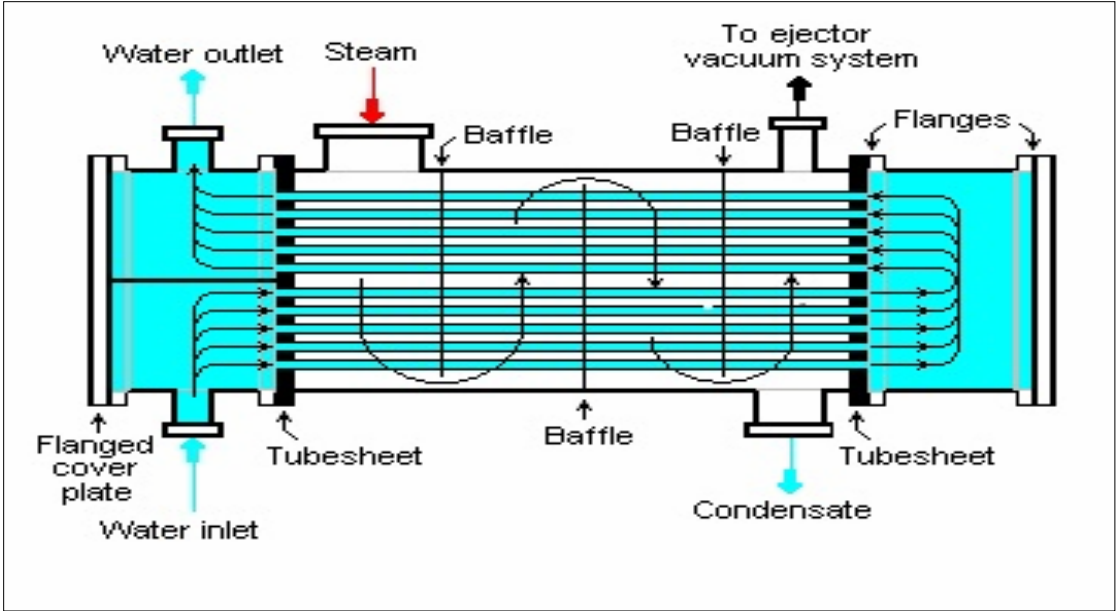 Water outlet
Steam
To ejector
vacuum system
Baffle
Baffle
Flanges
Flanged
cover
plate
Tubesheet
Baffle
Tubesheet
Water inlet
Condensate